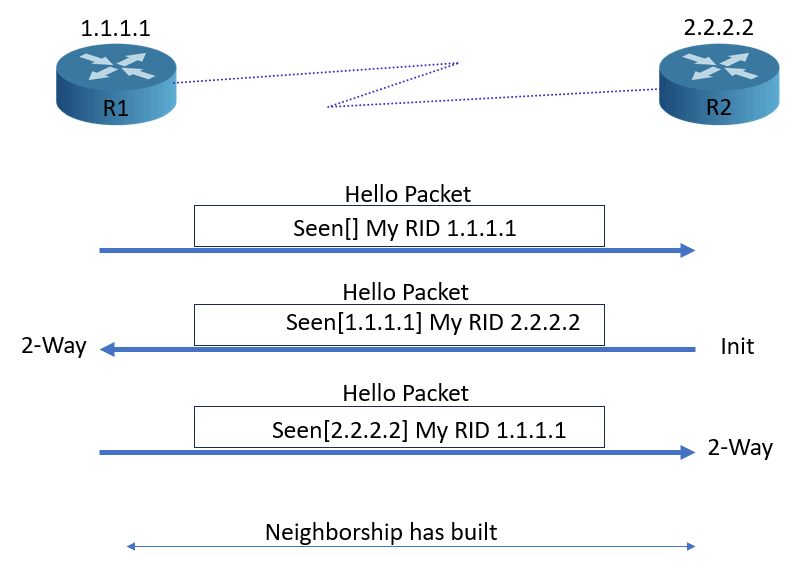 1.1.1.1
2.2.2.2
R1
R2
Hello Packet
Seen[] My RID 1.1.1.1
Hello Packet
Seen[1.1.1.1] My RID 2.2.2.2
2-Way
Init
Hello Packet
Seen[2.2.2.2] My RID 1.1.1.1
2-Way
Neighborship has built